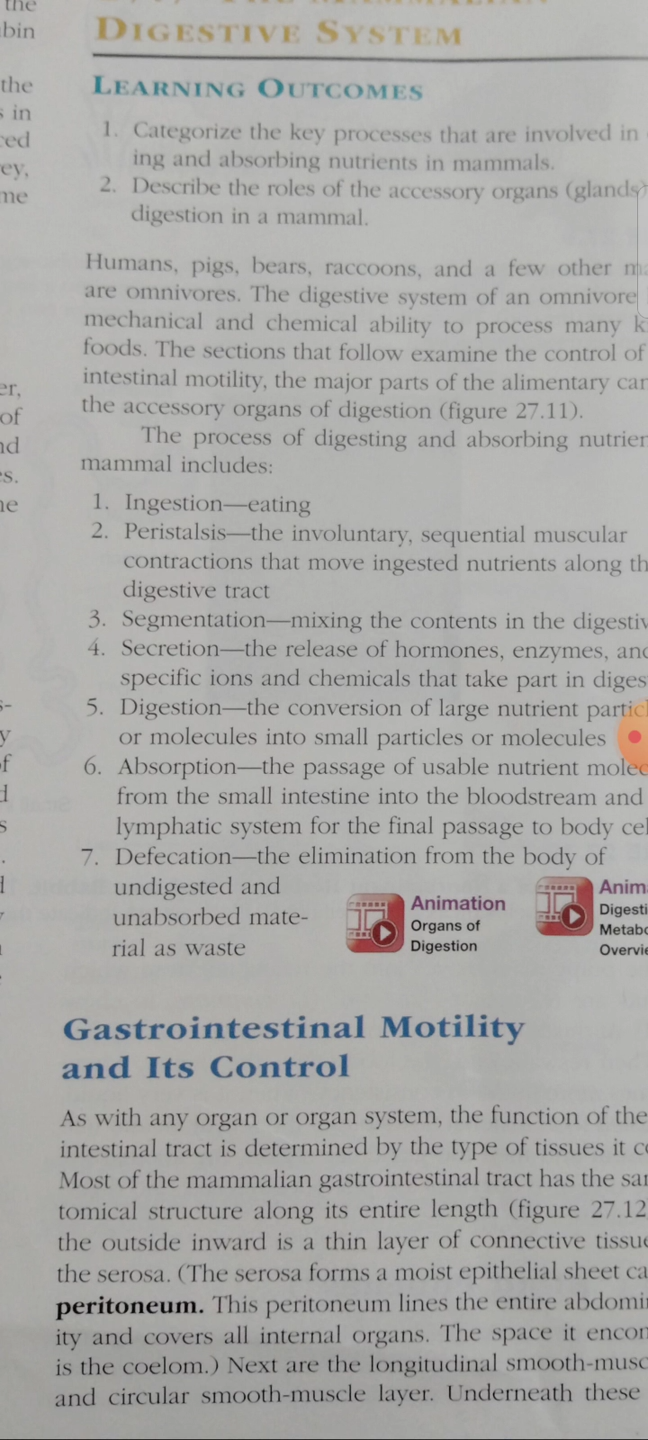 the
bin
the
s in
ced
ey,
me
er,
of
nd
es.
ne
s-
y
of
d
s
.
DIGESTIVE SYSTEM
LEARNING OUTCOMES
1. Categorize the key processes that are involved in
ing and absorbing nutrients in mammals.
2. Describe the roles of the accessory organs (glands)
digestion in a mammal.
Humans, pigs, bears, raccoons, and a few other ma
are omnivores. The digestive system of an omnivore
mechanical and chemical ability to process many k
foods. The sections that follow examine the control of
intestinal motility, the major parts of the alimentary can
the accessory organs of digestion (figure 27.11).
The process of digesting and absorbing nutrien
mammal includes:
1. Ingestion—eating
2. Peristalsis—the involuntary, sequential muscular
contractions that move ingested nutrients along th
digestive tract
3. Segmentation—mixing the contents in the digestiv
4. Secretion—the release of hormones, enzymes, and
specific ions and chemicals that take part in diges
5. Digestion—the conversion of large nutrient particl
or molecules into small particles or molecules
6. Absorption—the passage of usable nutrient molec
from the small intestine into the bloodstream and
lymphatic system for the final passage to body cel
7. Defecation—the elimination from the body of
undigested and
unabsorbed mate-
rial as waste
Animation
Organs of
Digestion
Anim
Digesti
Metabo
Overvie
Gastrointestinal Motility
and Its Control
As with any organ or organ system, the function of the
intestinal tract is determined by the type of tissues it co
Most of the mammalian gastrointestinal tract has the sa
tomical structure along its entire length (figure 27.12
the outside inward is a thin layer of connective tissue
the serosa. (The serosa forms a moist epithelial sheet ca
peritoneum. This peritoneum lines the entire abdomi
ity and covers all internal organs. The space it encom
is the coelom.) Next are the longitudinal smooth-musc
and circular smooth-muscle layer. Underneath these